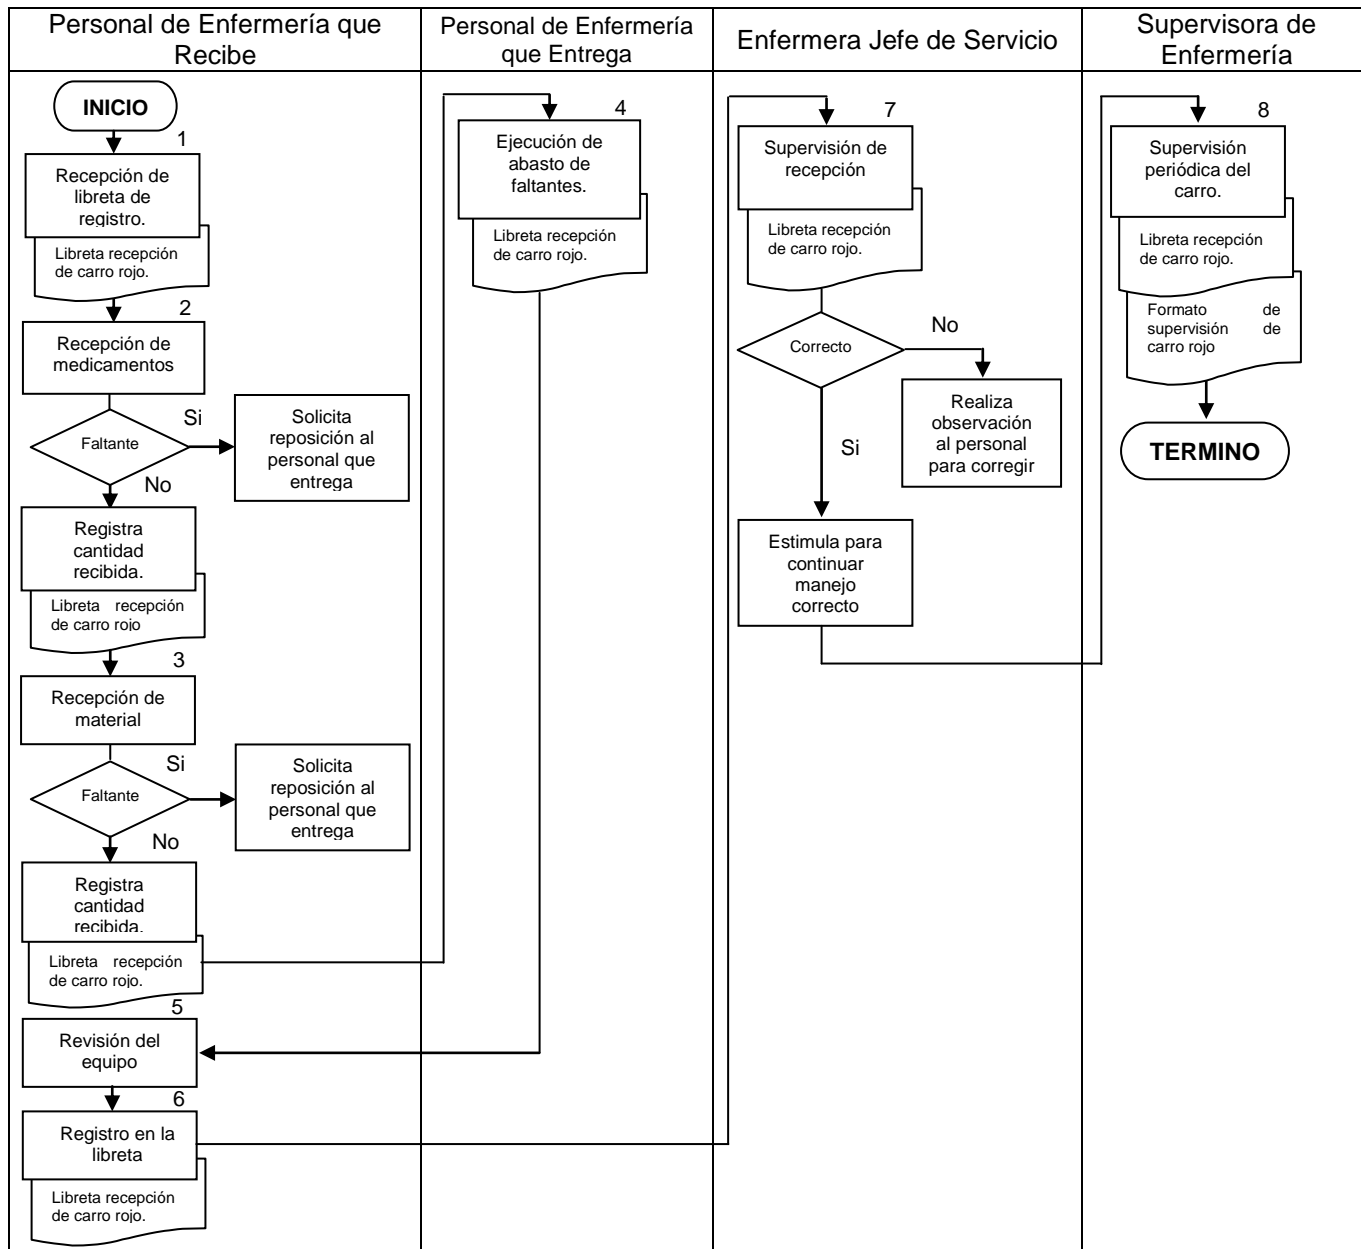 Personal de Enfermería que
Recibe
Personal de Enfermería
que Entrega
Enfermera Jefe de Servicio
Supervisora de
Enfermería
INICIO
1
Recepción de
libreta de
registro.
Libreta recepción
de carro rojo.
2
Recepción de
medicamentos
Faltante
Si
Solicita
reposición al
personal que
entrega
No
Registra
cantidad
recibida.
Libreta recepción
de carro rojo
3
Recepción de
material
Faltante
Si
Solicita
reposición al
personal que
entrega
No
Registra
cantidad
recibida.
Libreta recepción
de carro rojo.
4
Ejecución de
abasto de
faltantes.
Libreta recepción
de carro rojo.
5
Revisión del
equipo
6
Registro en la
libreta
Libreta recepción
de carro rojo.
7
Supervisión de
recepción
Libreta recepción
de carro rojo.
Correcto
No
Realiza
observación
al personal
para corregir
Si
Estimula para
continuar
manejo
correcto
8
Supervisión
periódica del
carro.
Libreta recepción
de carro rojo.
Formato de
supervisión de
carro rojo
TERMINO